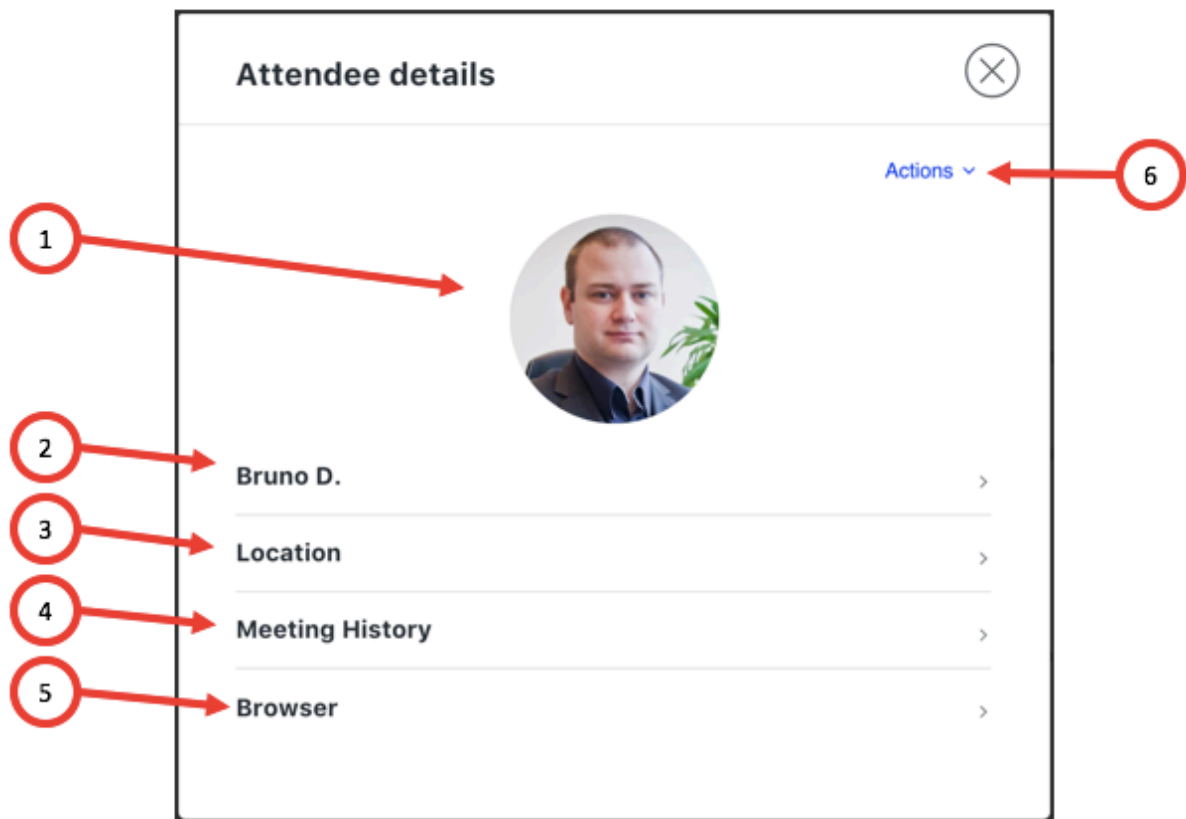 Attendee details
Actions
6
1
2
Bruno D.
3
Location
4
Meeting History
5
Browser